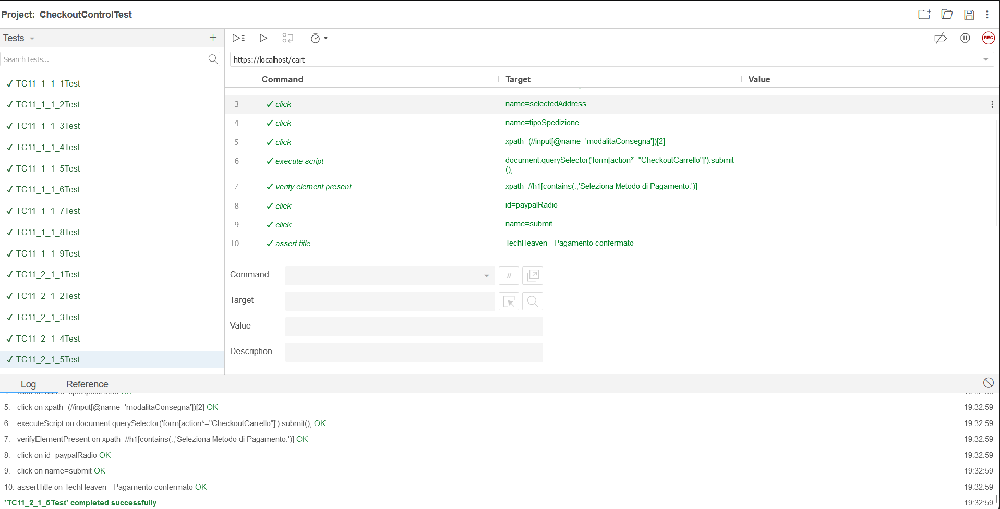 Project: CheckoutControlTest
Tests
Search tests...
TC11_1_1_1Test
TC11_1_1_2Test
TC11_1_1_3Test
TC11_1_1_4Test
TC11_1_1_5Test
TC11_1_1_6Test
TC11_1_1_7Test
TC11_1_1_8Test
TC11_1_1_9Test
TC11_2_1_1Test
TC11_2_1_2Test
TC11_2_1_3Test
TC11_2_1_4Test
TC11_2_1_5Test
REC
https://localhost/cart
Command Target Value
3 click name=selectedAddress
4 click name=tipoSpedizione
5 click xpath=(//input[@name='modalitaConsegna'])[2]
6 execute script document.querySelector('form[action*="CheckoutCarrello"]').submit
();
7 verify element present xpath=//h1[contains(.,'Seleziona Metodo di Pagamento:')]
8 click id=paypalRadio
9 click name=submit
10 assert title TechHeaven - Pagamento confermato
Command
//
Target
Value
Description
Log Reference
5. click on xpath=(//input[@name='modalitaConsegna'])[2] OK 19:32:59
6. executeScript on document.querySelector('form[action*="CheckoutCarrello"]').submit(); OK 19:32:59
7. verifyElementPresent on xpath=//h1[contains(.,'Seleziona Metodo di Pagamento:')] OK 19:32:59
8. click on id=paypalRadio OK 19:32:59
9. click on name=submit OK 19:32:59
10. assertTitle on TechHeaven - Pagamento confermato OK 19:32:59
'TC11_2_1_5Test' completed successfully 19:32:59